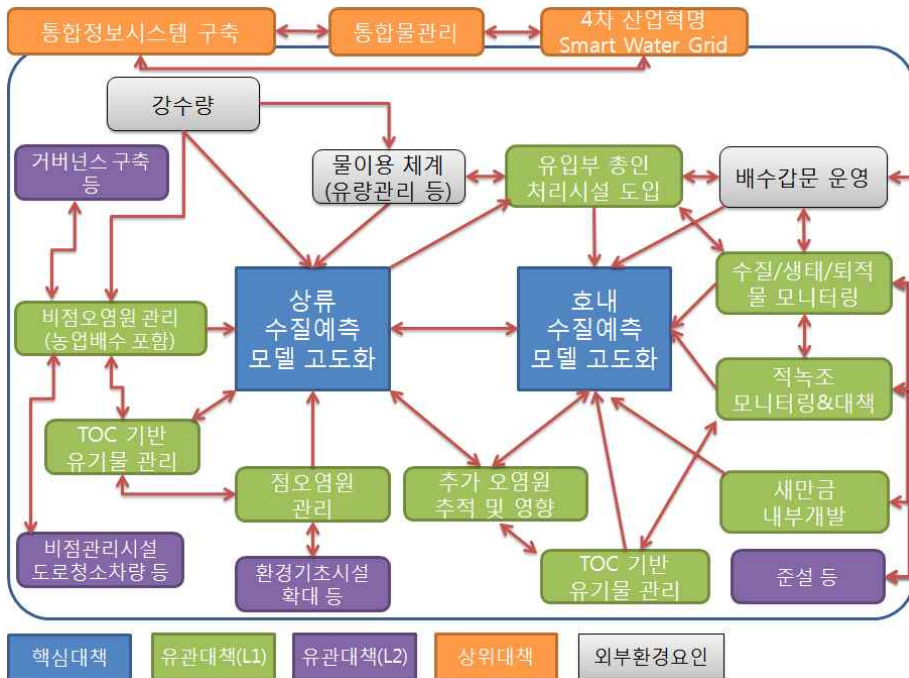 통합정보시스템 구축
통합물관리
4차 산업혁명
Smart Water Grid
강수량
거버넌스 구축
등
물이용 체계
(유량관리 등)
유입부 총인
처리시설 도입
배수갑문 운영
비점오염원 관리
(농업배수 포함)
상류
수질예측
모델 고도화
호내
수질예측
모델 고도화
수질/생태/퇴적
물 모니터링
적녹조
모니터링&대책
TOC 기반
유기물 관리
점오염원
관리
추가 오염원
추적 및 영향
새만금
내부개발
비점관리시설
도로청소차량 등
환경기초시설
확대 등
TOC 기반
유기물 관리
준설 등
핵심대책
유관대책(L1)
유관대책(L2)
상위대책
외부환경요인